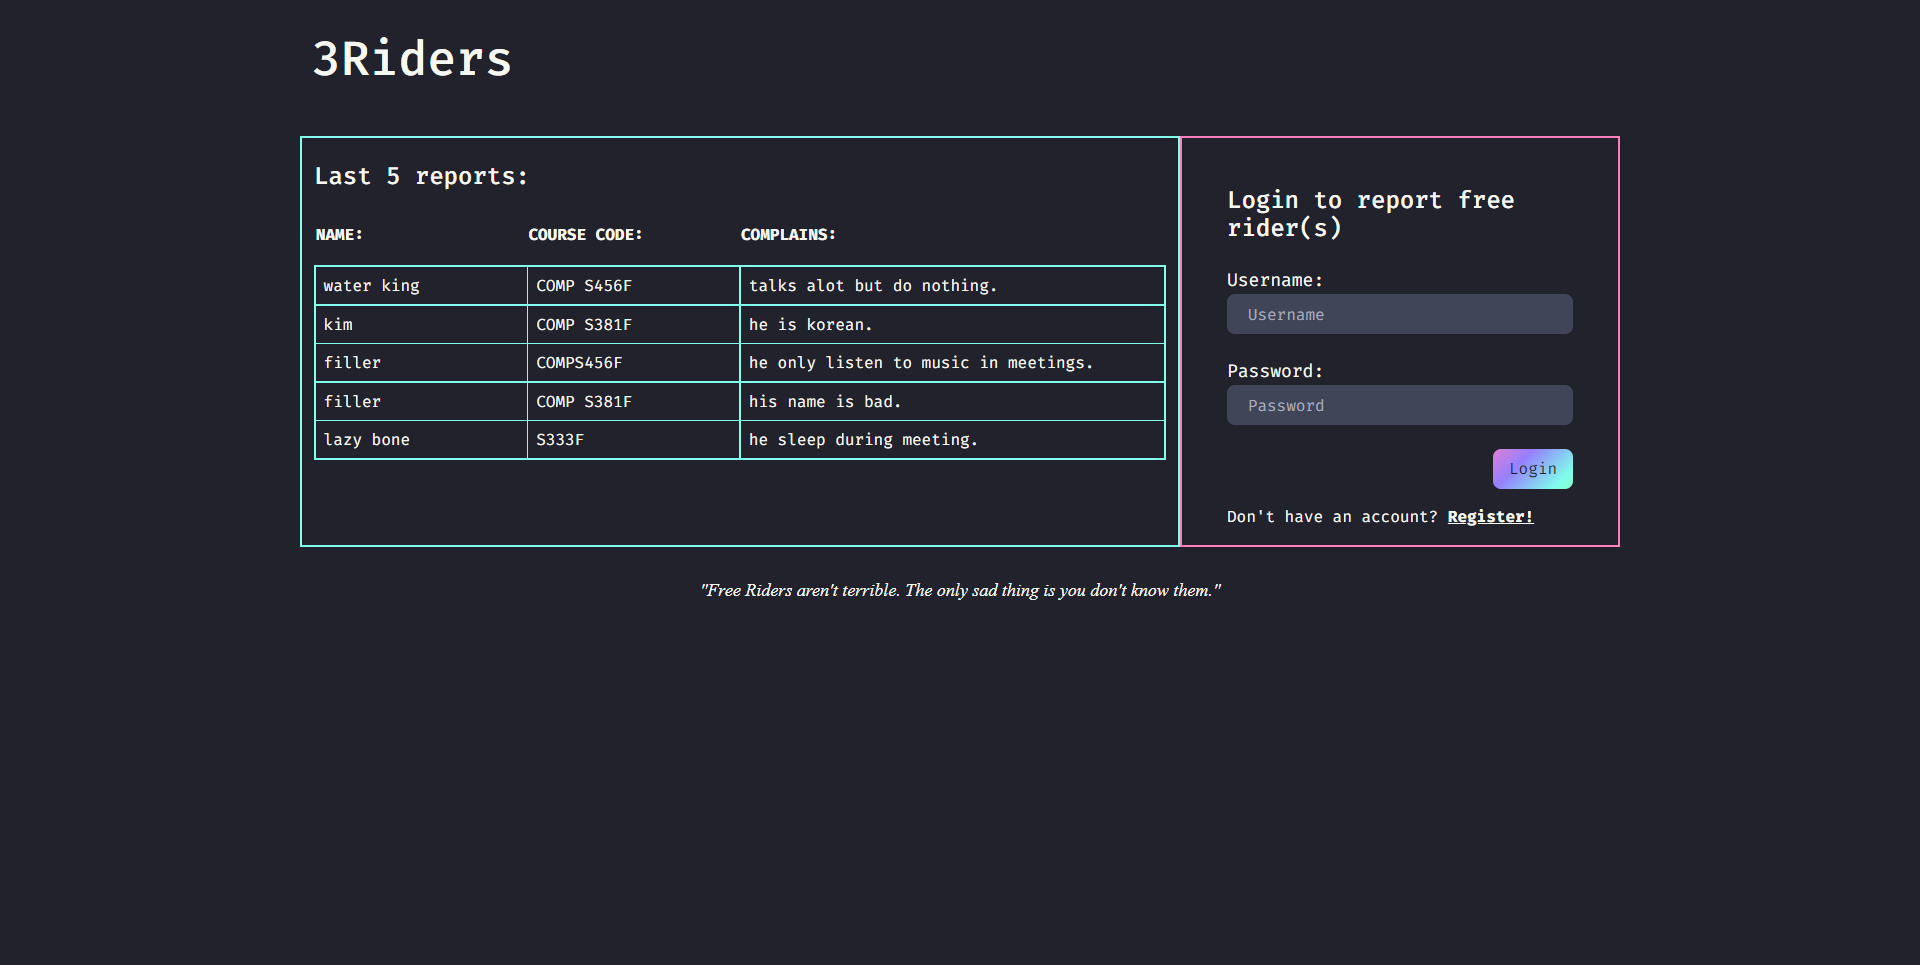 3Riders
Last 5 reports:
NAME: COURSE CODE: COMPLAINS:
water king COMP S456F talks alot but do nothing.
kim COMP S381F he is korean.
filler COMPS456F he only listen to music in meetings.
filler COMP S381F his name is bad.
lazy bone S333F he sleep during meeting.
Login to report free
rider(s)
Username:
Username
Password:
Password
Login
Don't have an account? Register!
"Free Riders aren't terrible. The only sad thing is you don't know them."